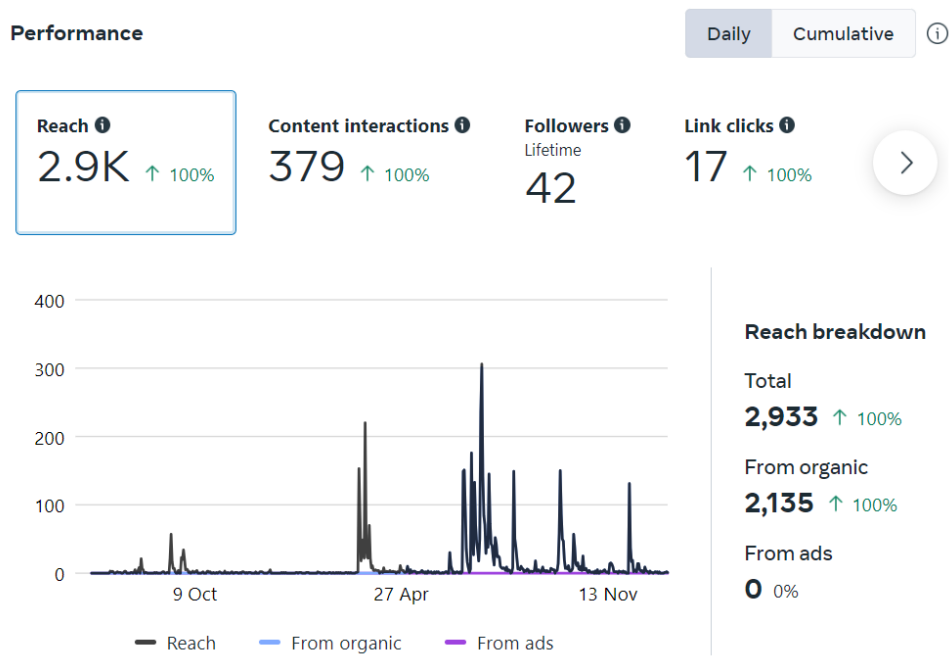 Performance
Daily Cumulative
Reach
2.9K ↑ 100%
Content interactions
379 ↑ 100%
Followers
Lifetime
42
Link clicks
17 ↑ 100%
400
300
200
100
0
9 Oct 27 Apr 13 Nov
Reach From organic From ads
Reach breakdown
Total
2,933 ↑ 100%
From organic
2,135 ↑ 100%
From ads
0 0%